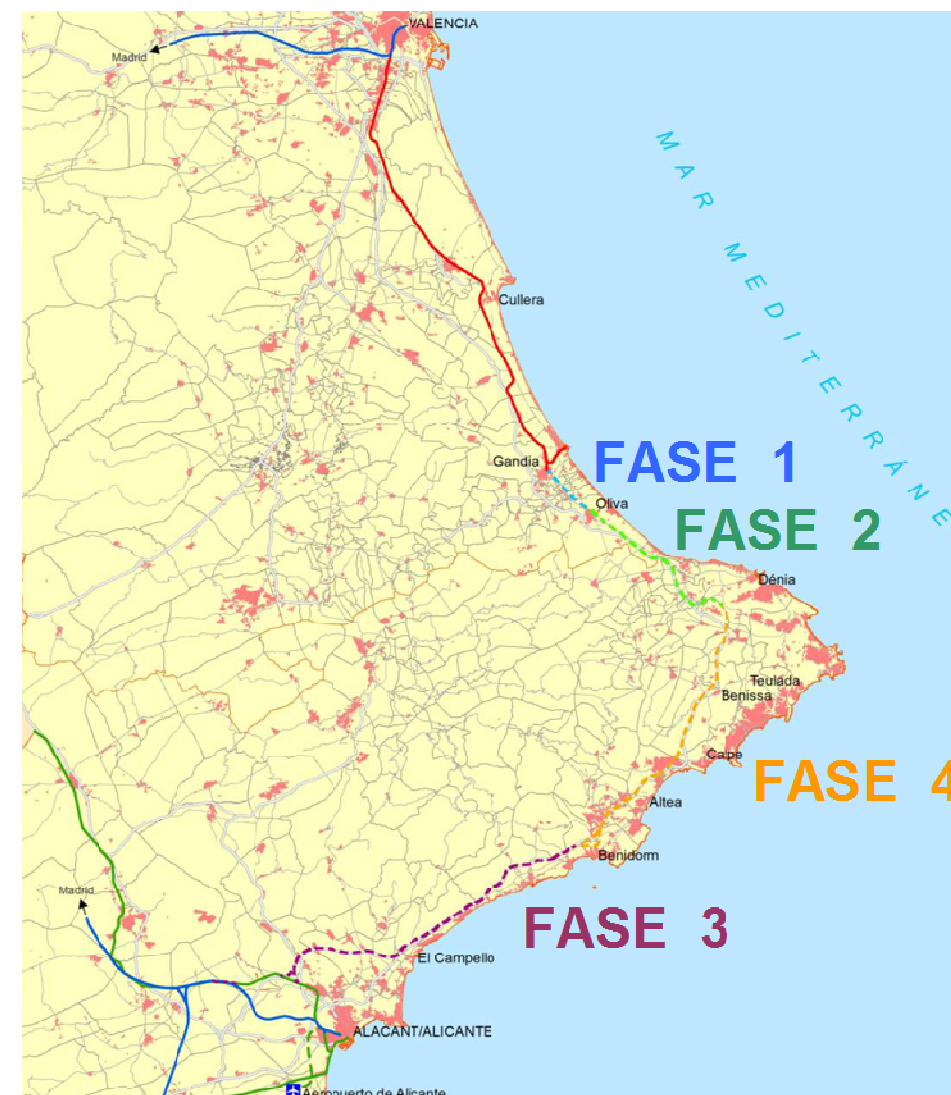 VALENCIA
Madrid
MAR MEDITERRÁNE
Cullera
Gandia
FASE 1
Oliva
FASE 2
Dénia
Teulada
Benissa
Calpe
FASE 4
Altea
Benidorm
Madrid
FASE 3
El Campello
ALACANT/ALICANTE
Aeropuerto de Alicante